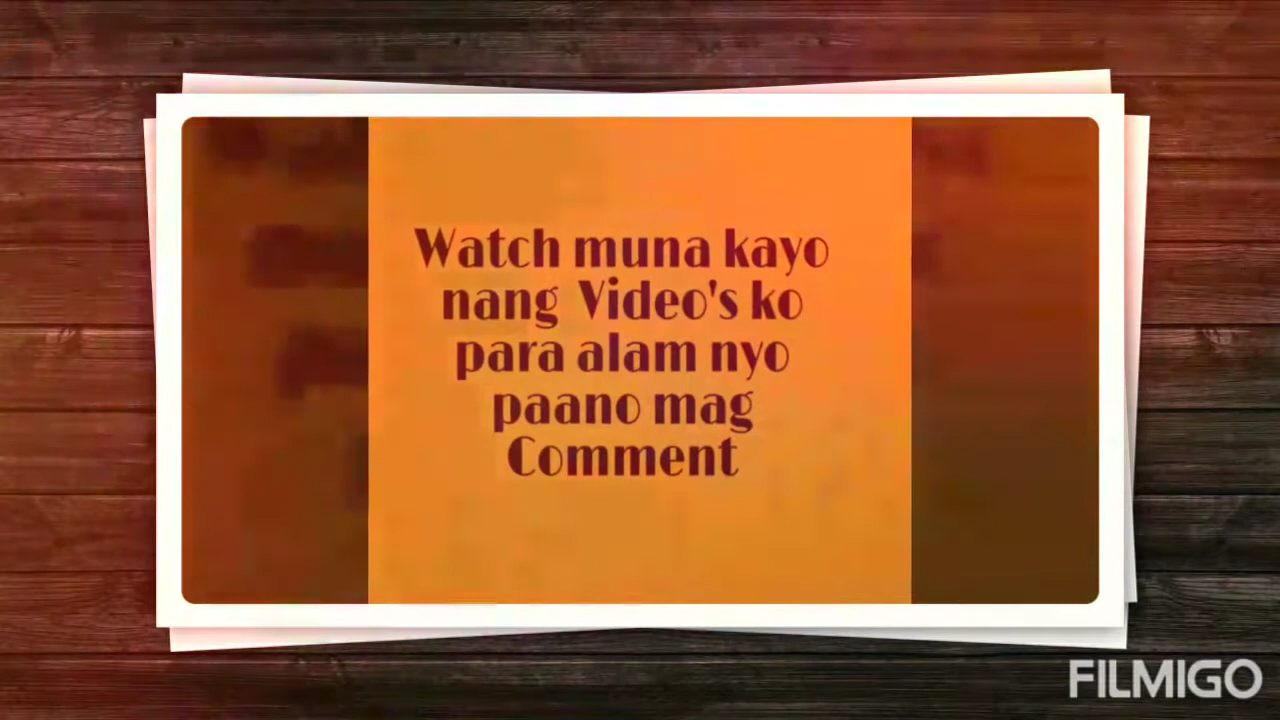 Watch muna kayo
nang Video's ko
para alam nyo
paano mag
Comment
FILMIGO